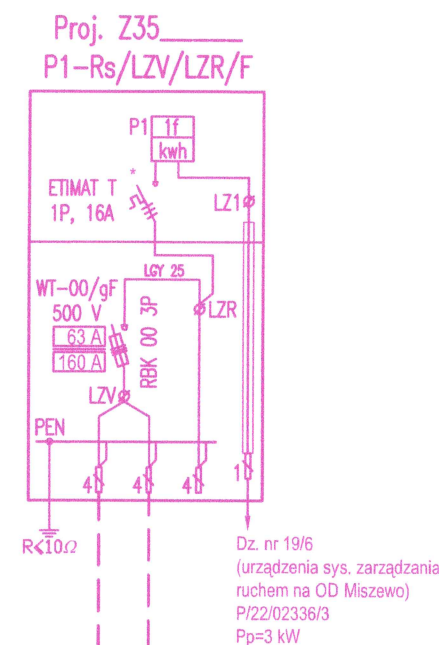 Proj. Z35_____
P1-Rs/LZV/LZR/F
P1 1f
kwh
*
ETIMAT T
1P, 16A
LZ1
LGY 25
WT-00/gF
500 V
63 A
160 A
RBK 00 3P
LZR
LZV
PEN
4 4 4 1
R<10Ω
Dz. nr 19/6
(urządzenia sys. zarządzania
ruchem na OD Miszewo)
P/22/02336/3
Pp=3 kW